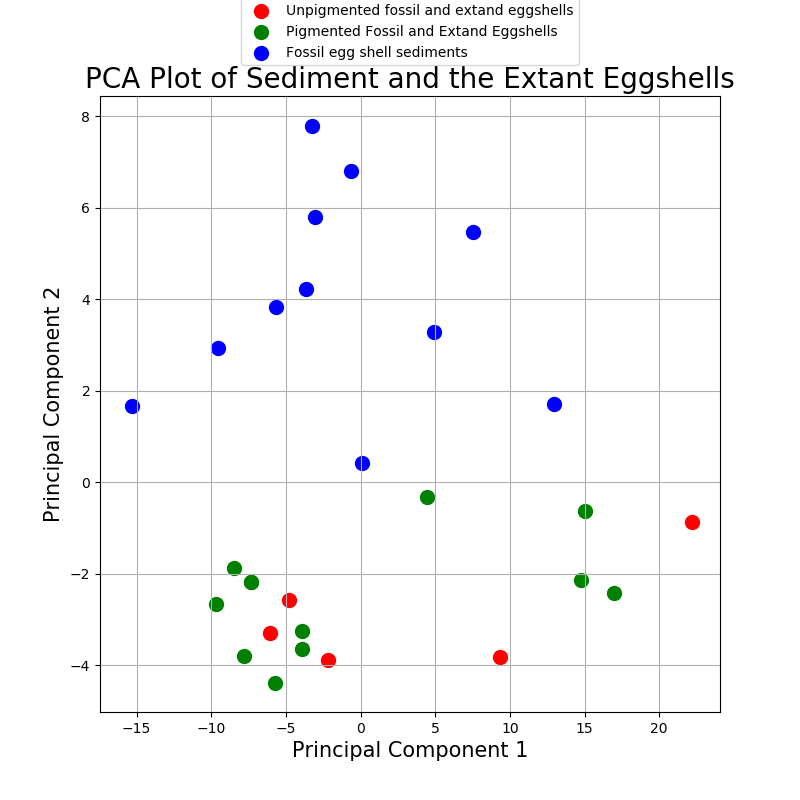 Unpigmented fossil and extand eggshells
Pigmented Fossil and Extand Eggshells
Fossil egg shell sediments
PCA Plot of Sediment and the Extant Eggshells
8
6
4
2
0
−2
−4
Principal Component 2
−15 −10 −5 0 5 10 15 20
Principal Component 1